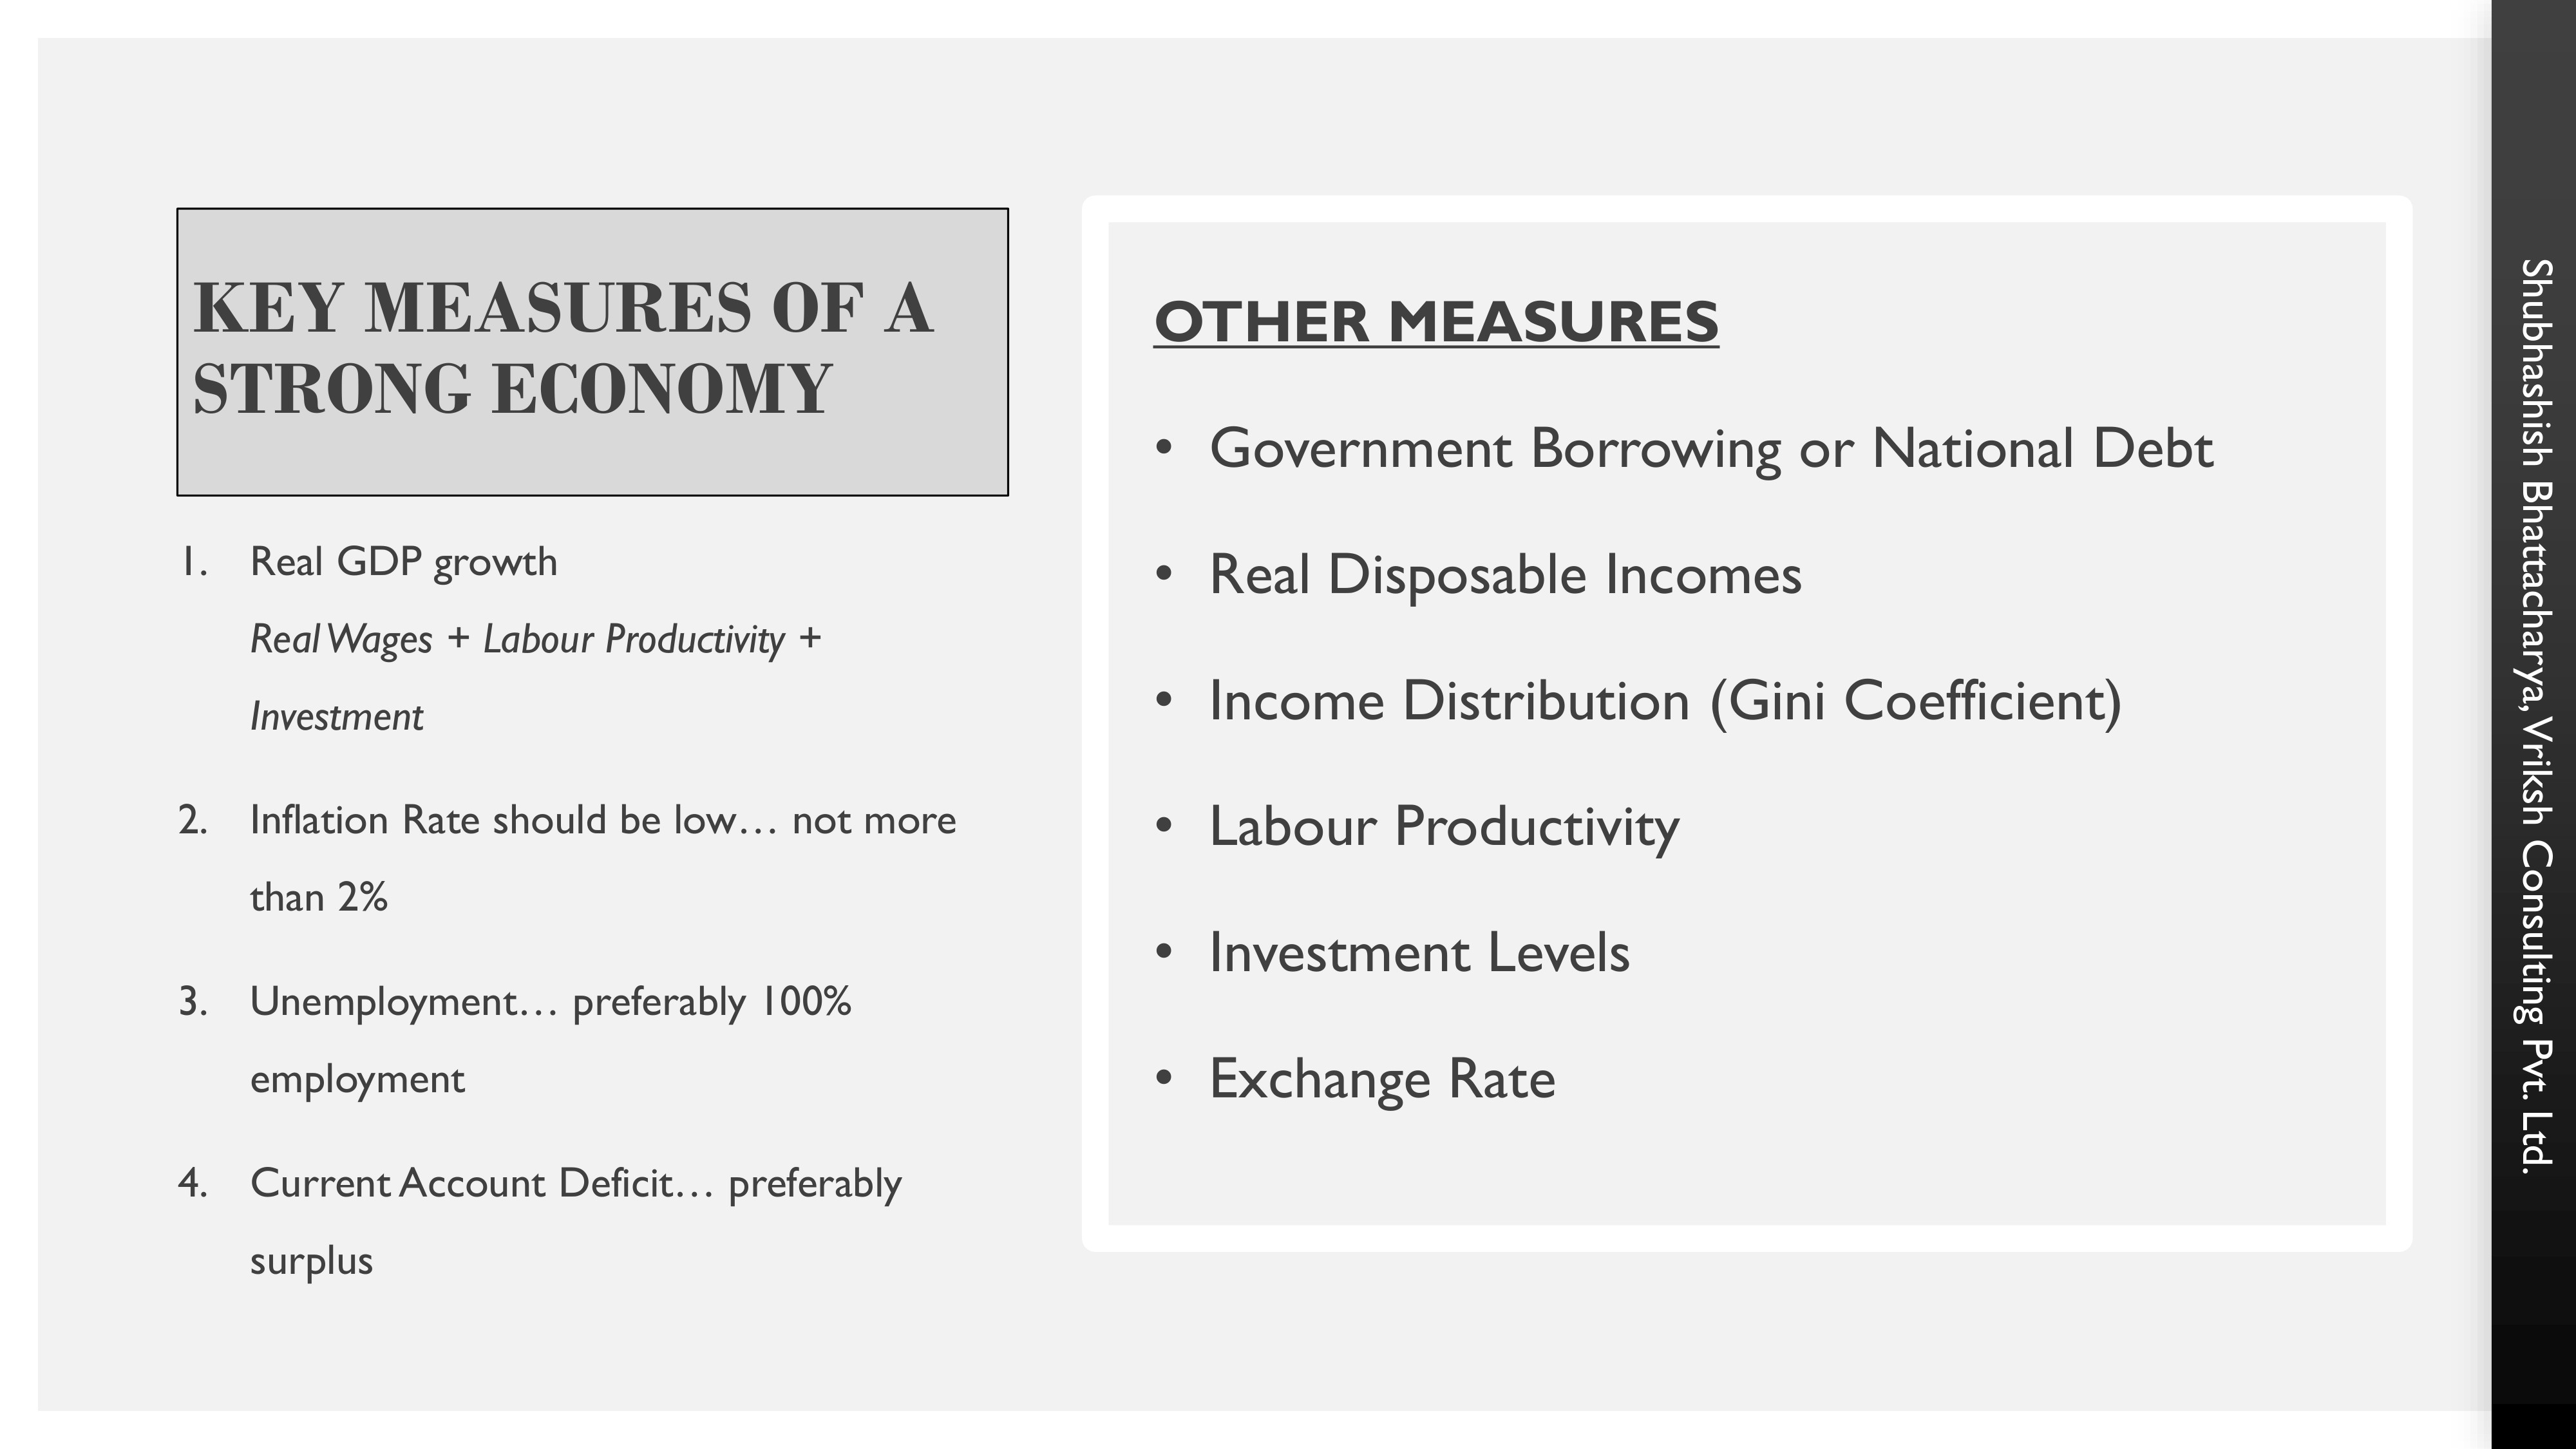 KEY MEASURES OF A
STRONG ECONOMY
1. Real GDP growth
Real Wages + Labour Productivity +
Investment
2. Inflation Rate should be low… not more
than 2%
3. Unemployment… preferably 100%
employment
4. Current Account Deficit… preferably
surplus
OTHER MEASURES
• Government Borrowing or National Debt
• Real Disposable Incomes
• Income Distribution (Gini Coefficient)
• Labour Productivity
• Investment Levels
• Exchange Rate
Shubhashish Bhattacharya, Vriksh Consulting Pvt. Ltd.